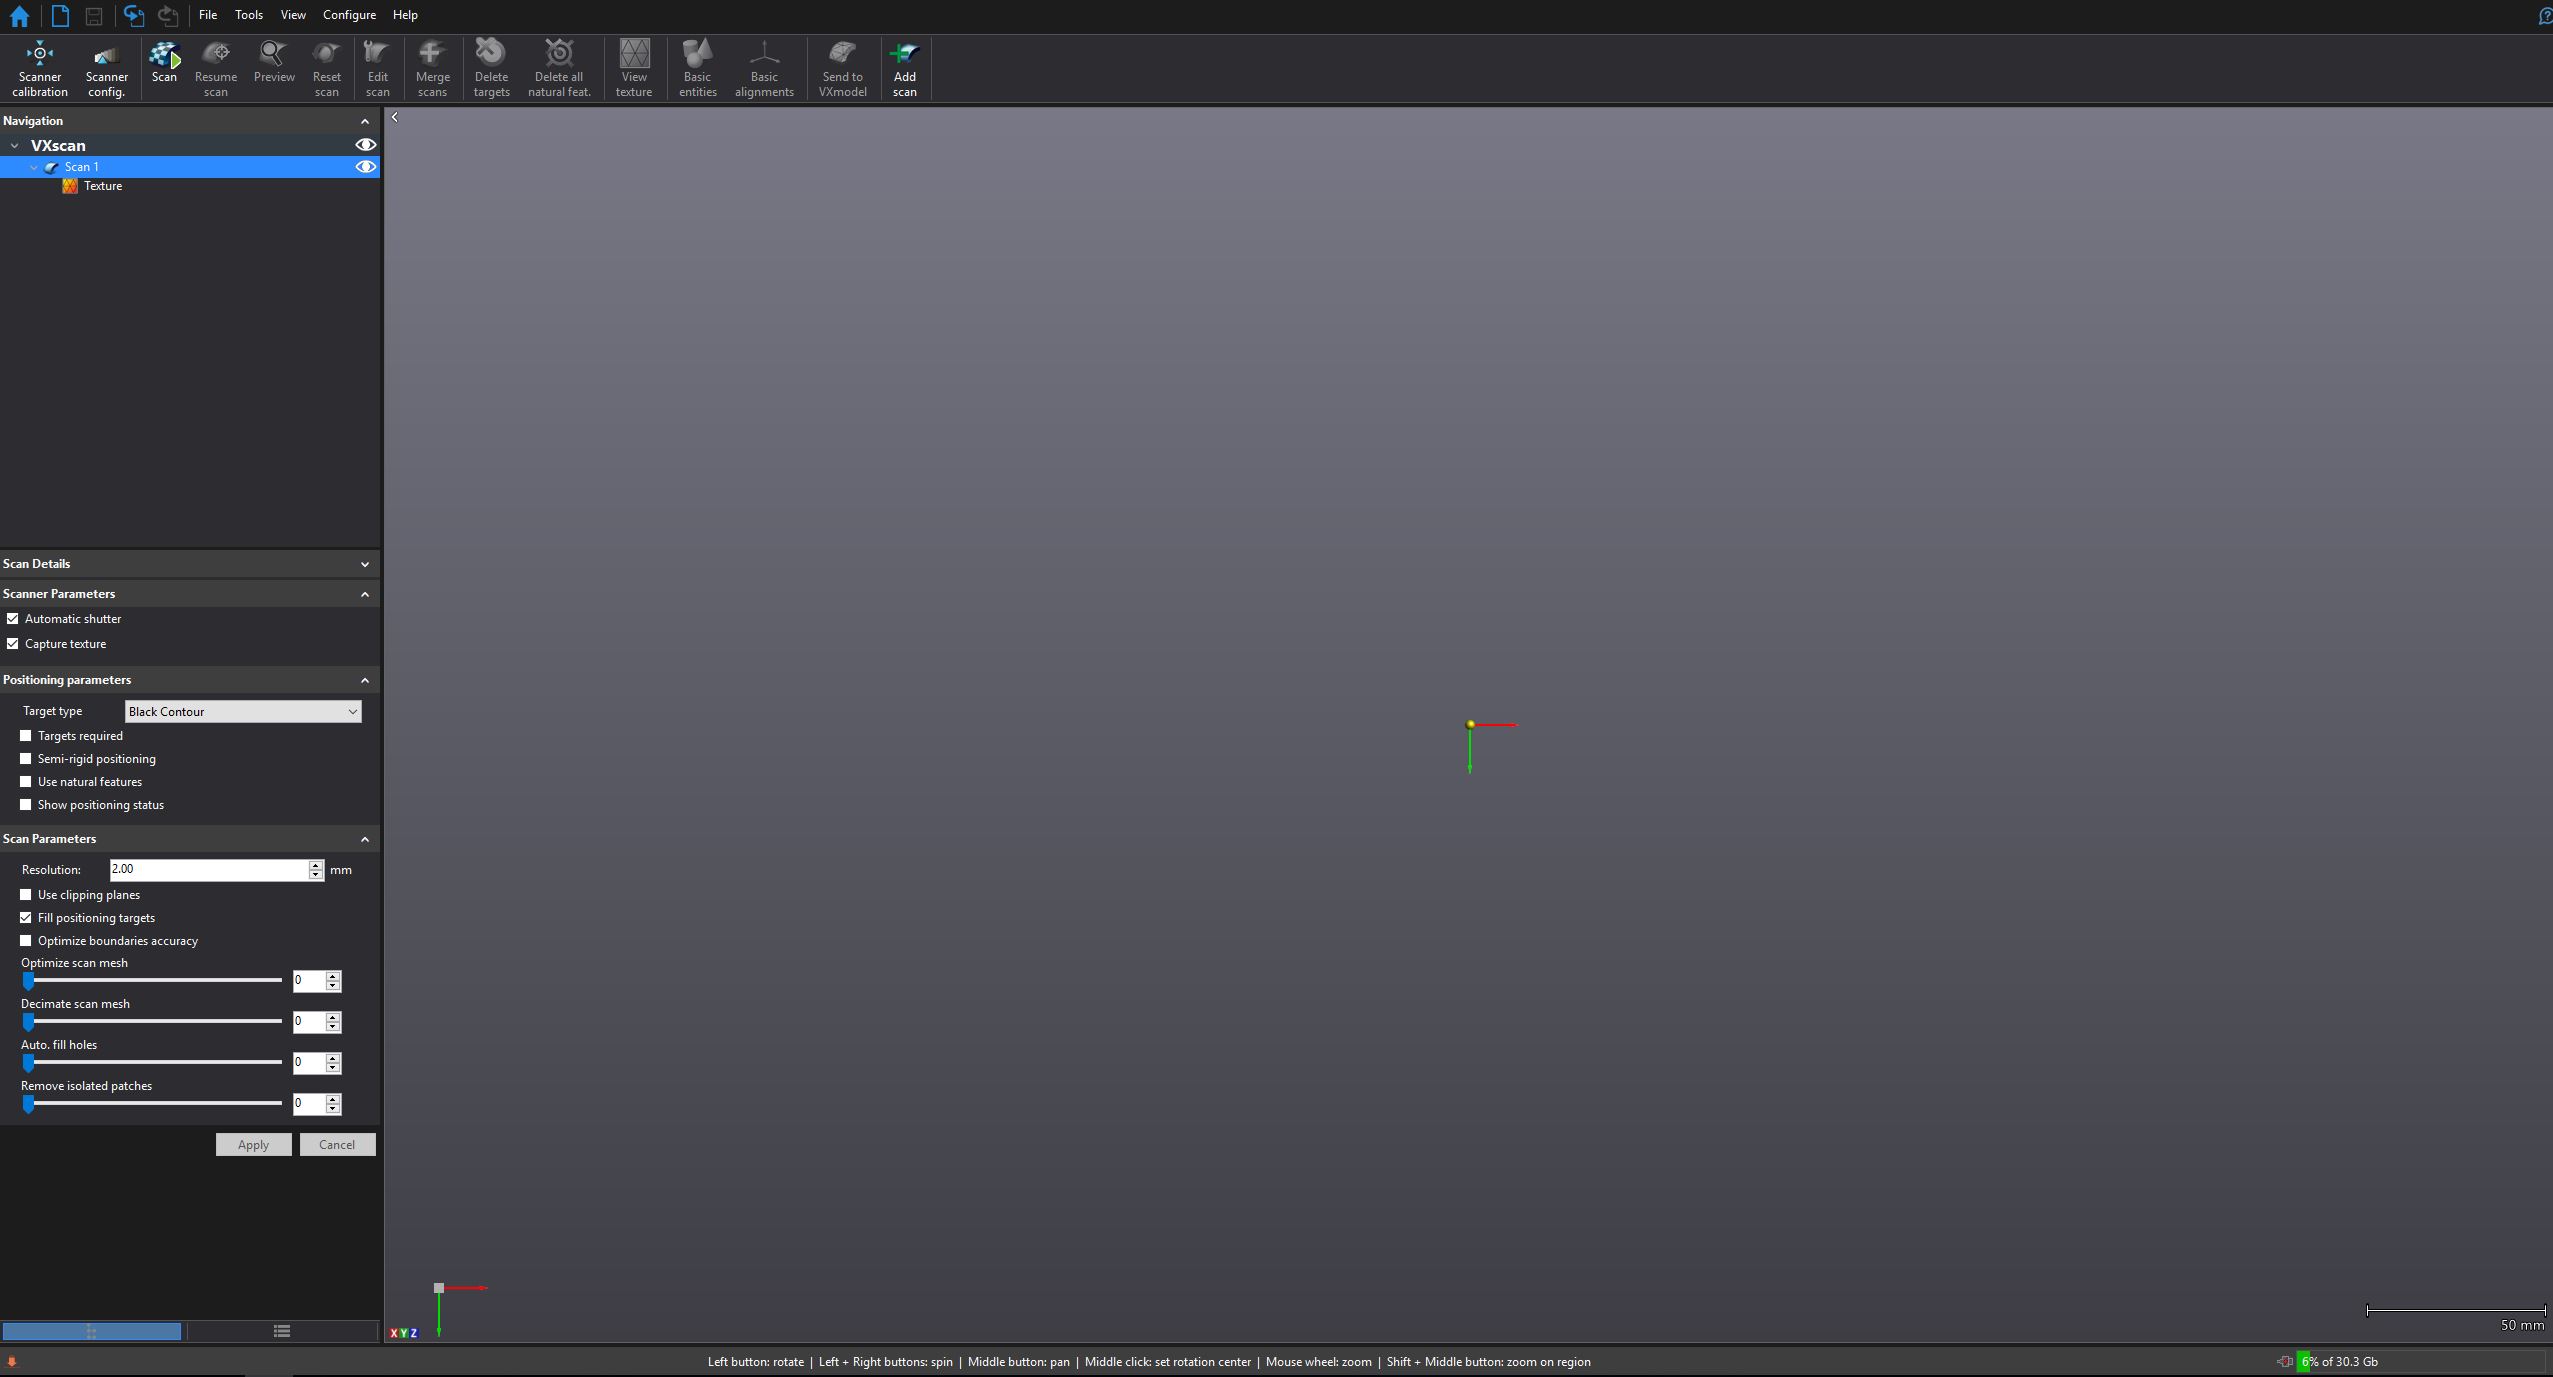 File Tools View Configure Help
Scanner calibration
Scanner config.
Scan
Resume scan
Preview
Reset scan
Edit scan
Merge scans
Delete targets
Delete all natural feat.
View texture
Basic entities
Basic alignments
Send to VXmodel
Add scan
Navigation
VXscan
Scan 1
Texture
Scan Details
Scanner Parameters
Automatic shutter
Capture texture
Positioning parameters
Target type Black Contour
Targets required
Semi-rigid positioning
Use natural features
Show positioning status
Scan Parameters
Resolution: 2.00 mm
Use clipping planes
Fill positioning targets
Optimize boundaries accuracy
Optimize scan mesh
0
Decimate scan mesh
0
Auto. fill holes
0
Remove isolated patches
0
Apply Cancel
X Y Z
50 mm
Left button: rotate | Left + Right buttons: spin | Middle button: pan | Middle click: set rotation center | Mouse wheel: zoom | Shift + Middle button: zoom on region
6% of 30.3 Gb